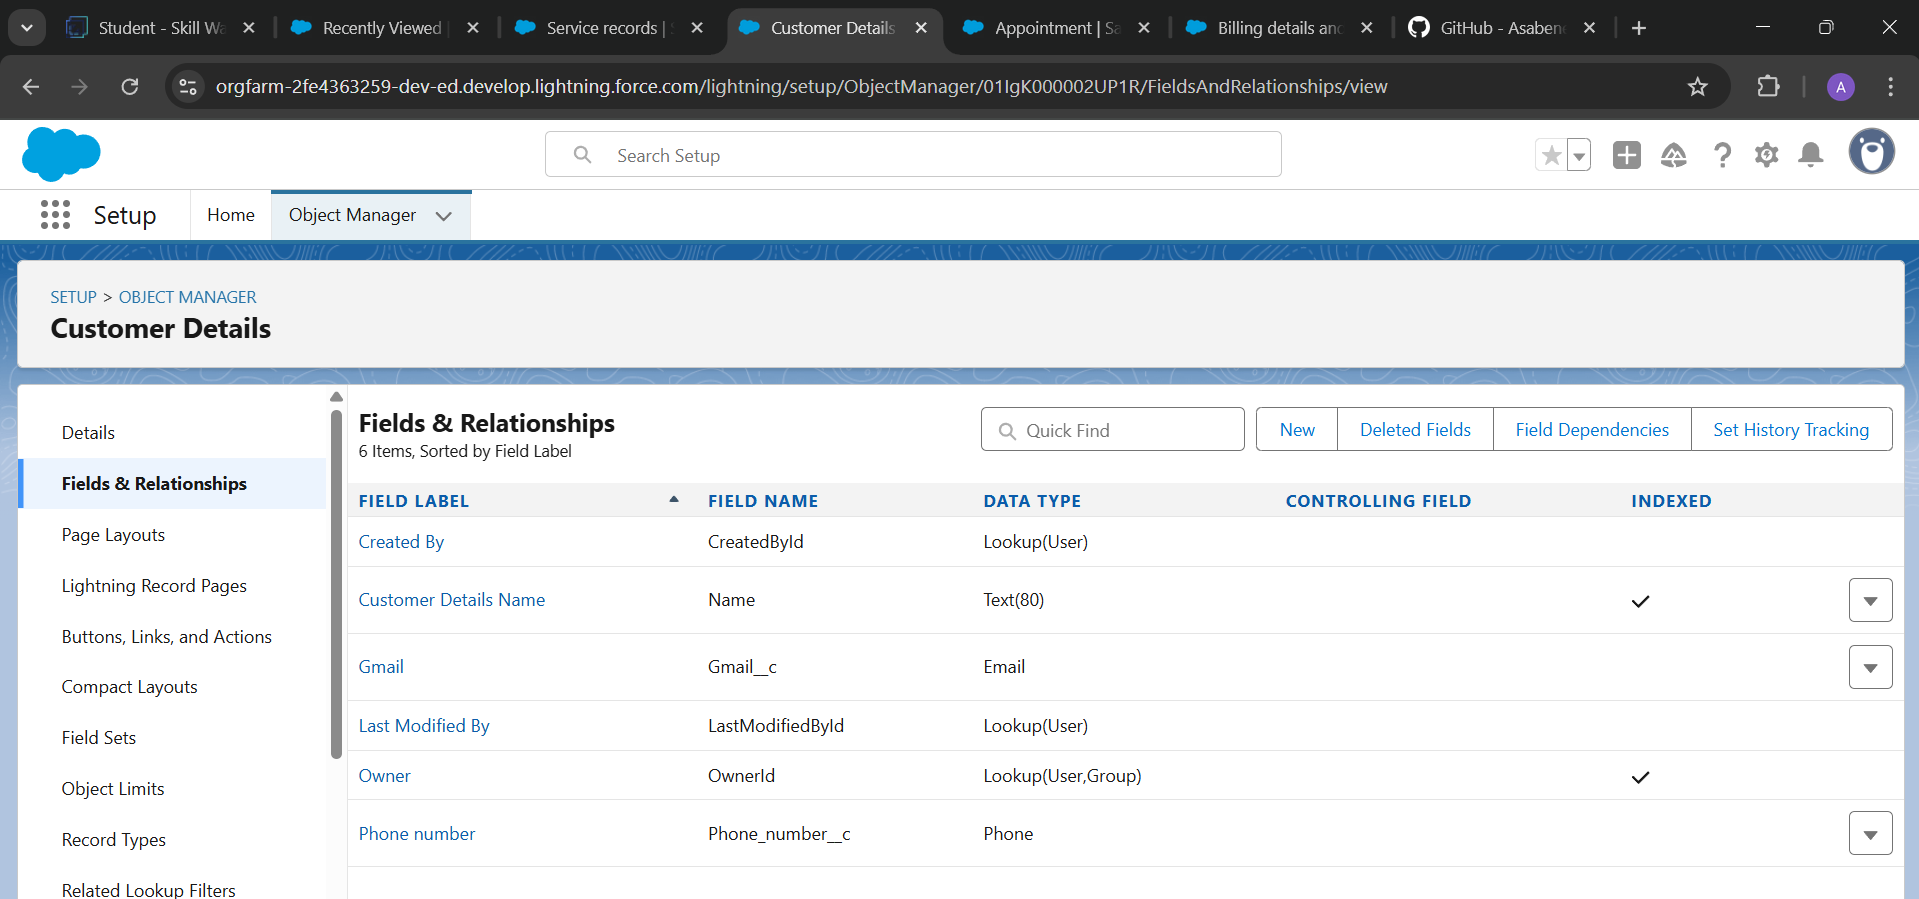 Student - Skill Wa
Recently Viewed
Service records |
Customer Details
Appointment | Sa
Billing details and
GitHub - Asabene
orgfarm-2fe4363259-dev-ed.develop.lightning.force.com/lightning/setup/ObjectManager/01IgK000002UP1R/FieldsAndRelationships/view
A
Search Setup
Setup
Home
Object Manager
SETUP > OBJECT MANAGER
Customer Details
Details
Fields & Relationships
Page Layouts
Lightning Record Pages
Buttons, Links, and Actions
Compact Layouts
Field Sets
Object Limits
Record Types
Related Lookup Filters
Fields & Relationships
6 Items, Sorted by Field Label
Quick Find
New
Deleted Fields
Field Dependencies
Set History Tracking
FIELD LABEL FIELD NAME DATA TYPE CONTROLLING FIELD INDEXED
Created By CreatedById Lookup(User)
Customer Details Name Name Text(80)
Gmail Gmail__c Email
Last Modified By LastModifiedById Lookup(User)
Owner OwnerId Lookup(User,Group)
Phone number Phone_number__c Phone